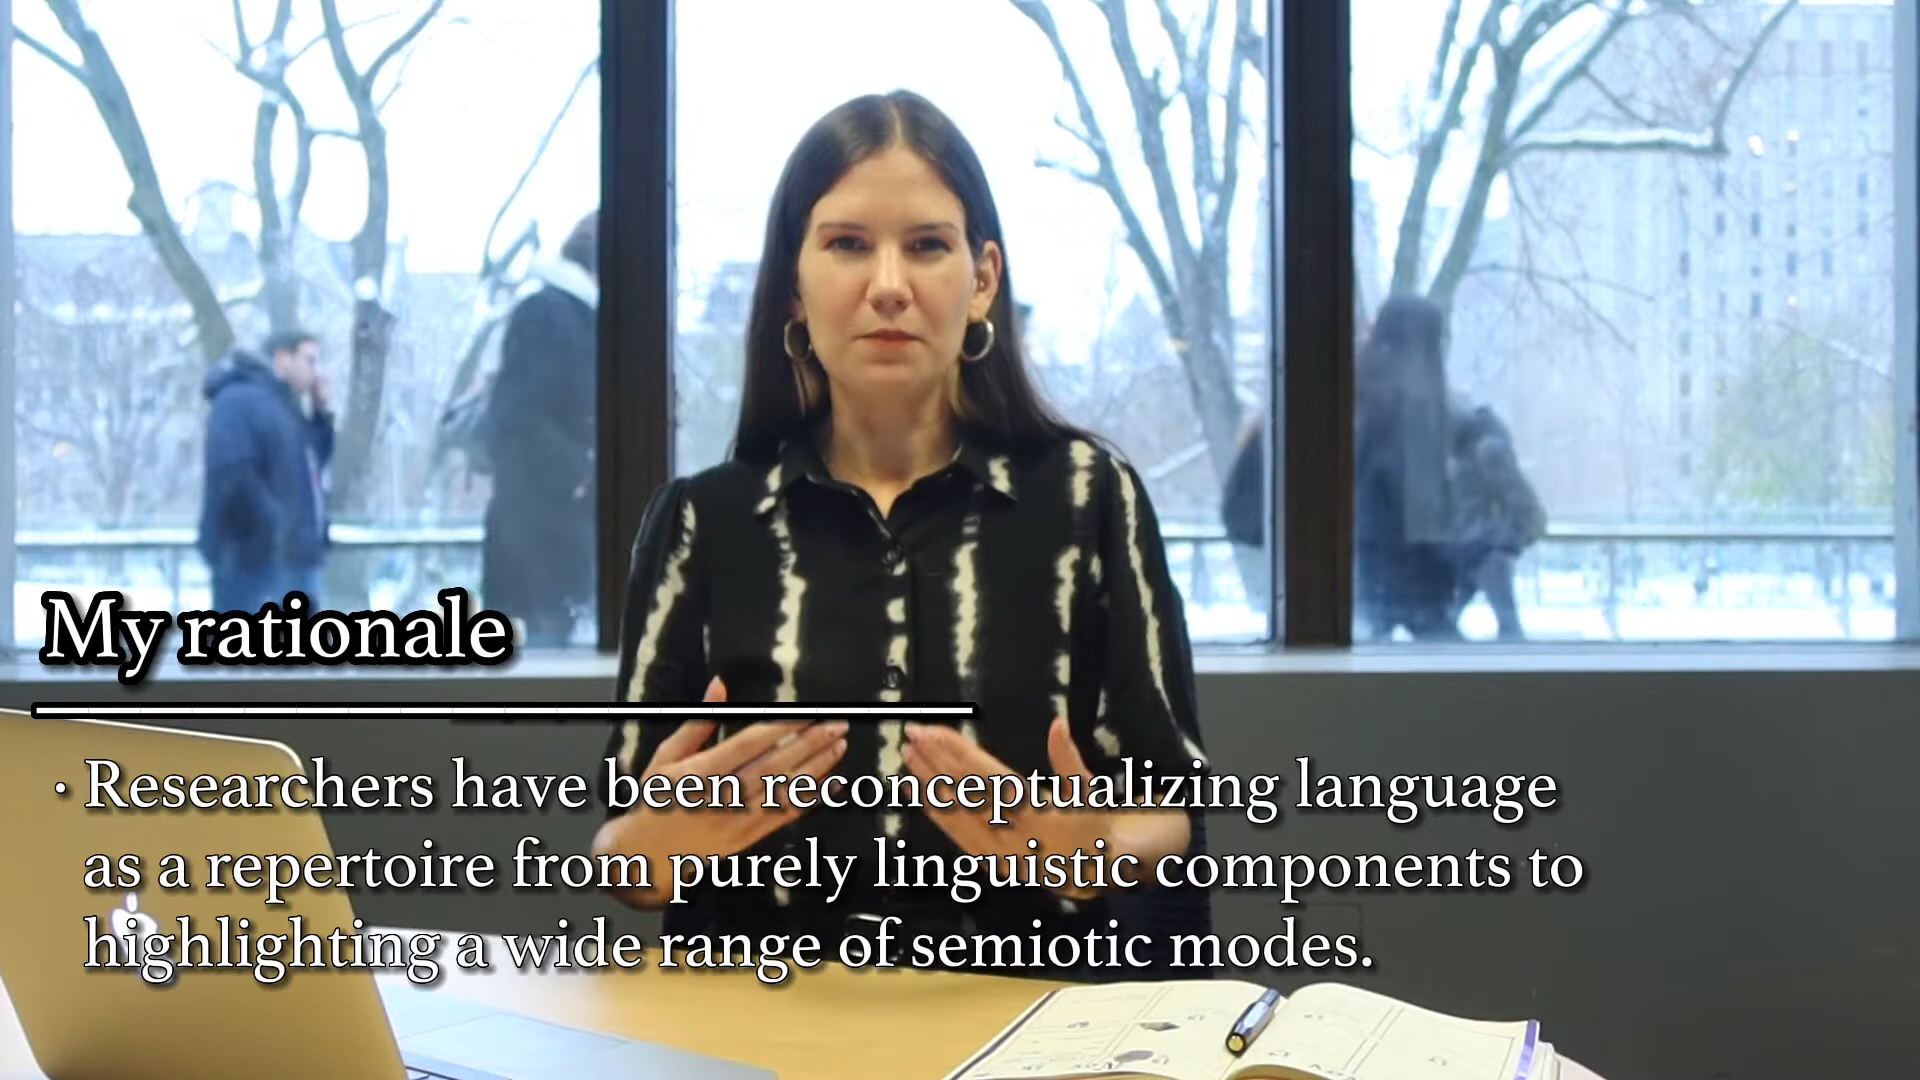 My rationale
· Researchers have been reconceptualizing language
as a repertoire from purely linguistic components to
highlighting a wide range of semiotic modes.